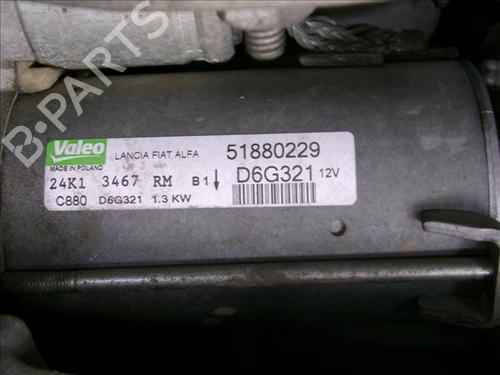 B-PARTS
Valeo
MADE IN POLAND
LANCIA FIAT ALFA 51880229
24K1 3467 RM B1 D6G321 12V
C880 D6G321 1.3 KW